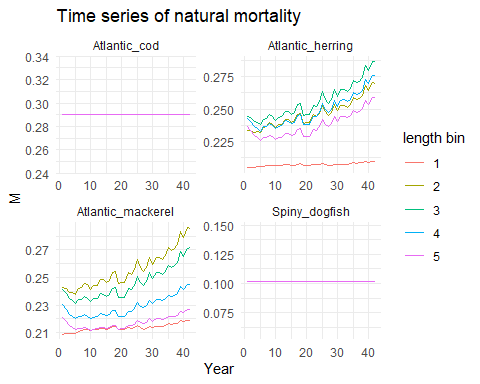 Time series of natural mortality
Atlantic_cod
Atlantic_herring
0.34
0.32
0.30
0.28
0.26
0.24
0.275
0.250
0.225
0 10 20 30 40
0 10 20 30 40
M
Atlantic_mackerel
Spiny_dogfish
0.27
0.25
0.23
0.21
0.150
0.125
0.100
0.075
0 10 20 30 40
0 10 20 30 40
Year
length bin
1
2
3
4
5